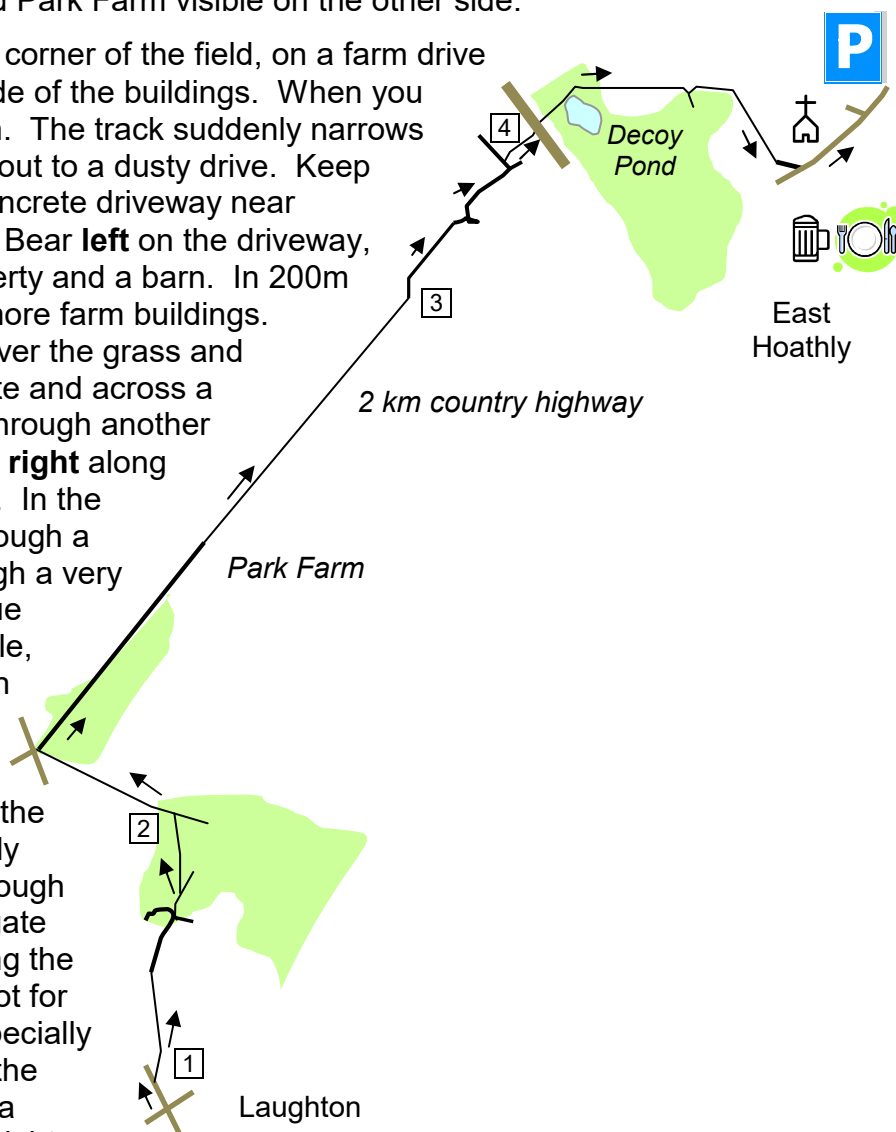 d Park Farm visible on the other side.
corner of the field, on a farm drive
de of the buildings. When you
n. The track suddenly narrows
out to a dusty drive. Keep
ncrete driveway near
Bear left on the driveway,
erty and a barn. In 200m
nore farm buildings.
ver the grass and
te and across a
hrough another
right along
. In the
ough a
gh a very
ue
le,
n
the
ly
ough
gate
ng the
ot for
pecially
the
a
P
4
Decoy
Pond
3
East
Hoathly
2 km country highway
Park Farm
2
1
Laughton